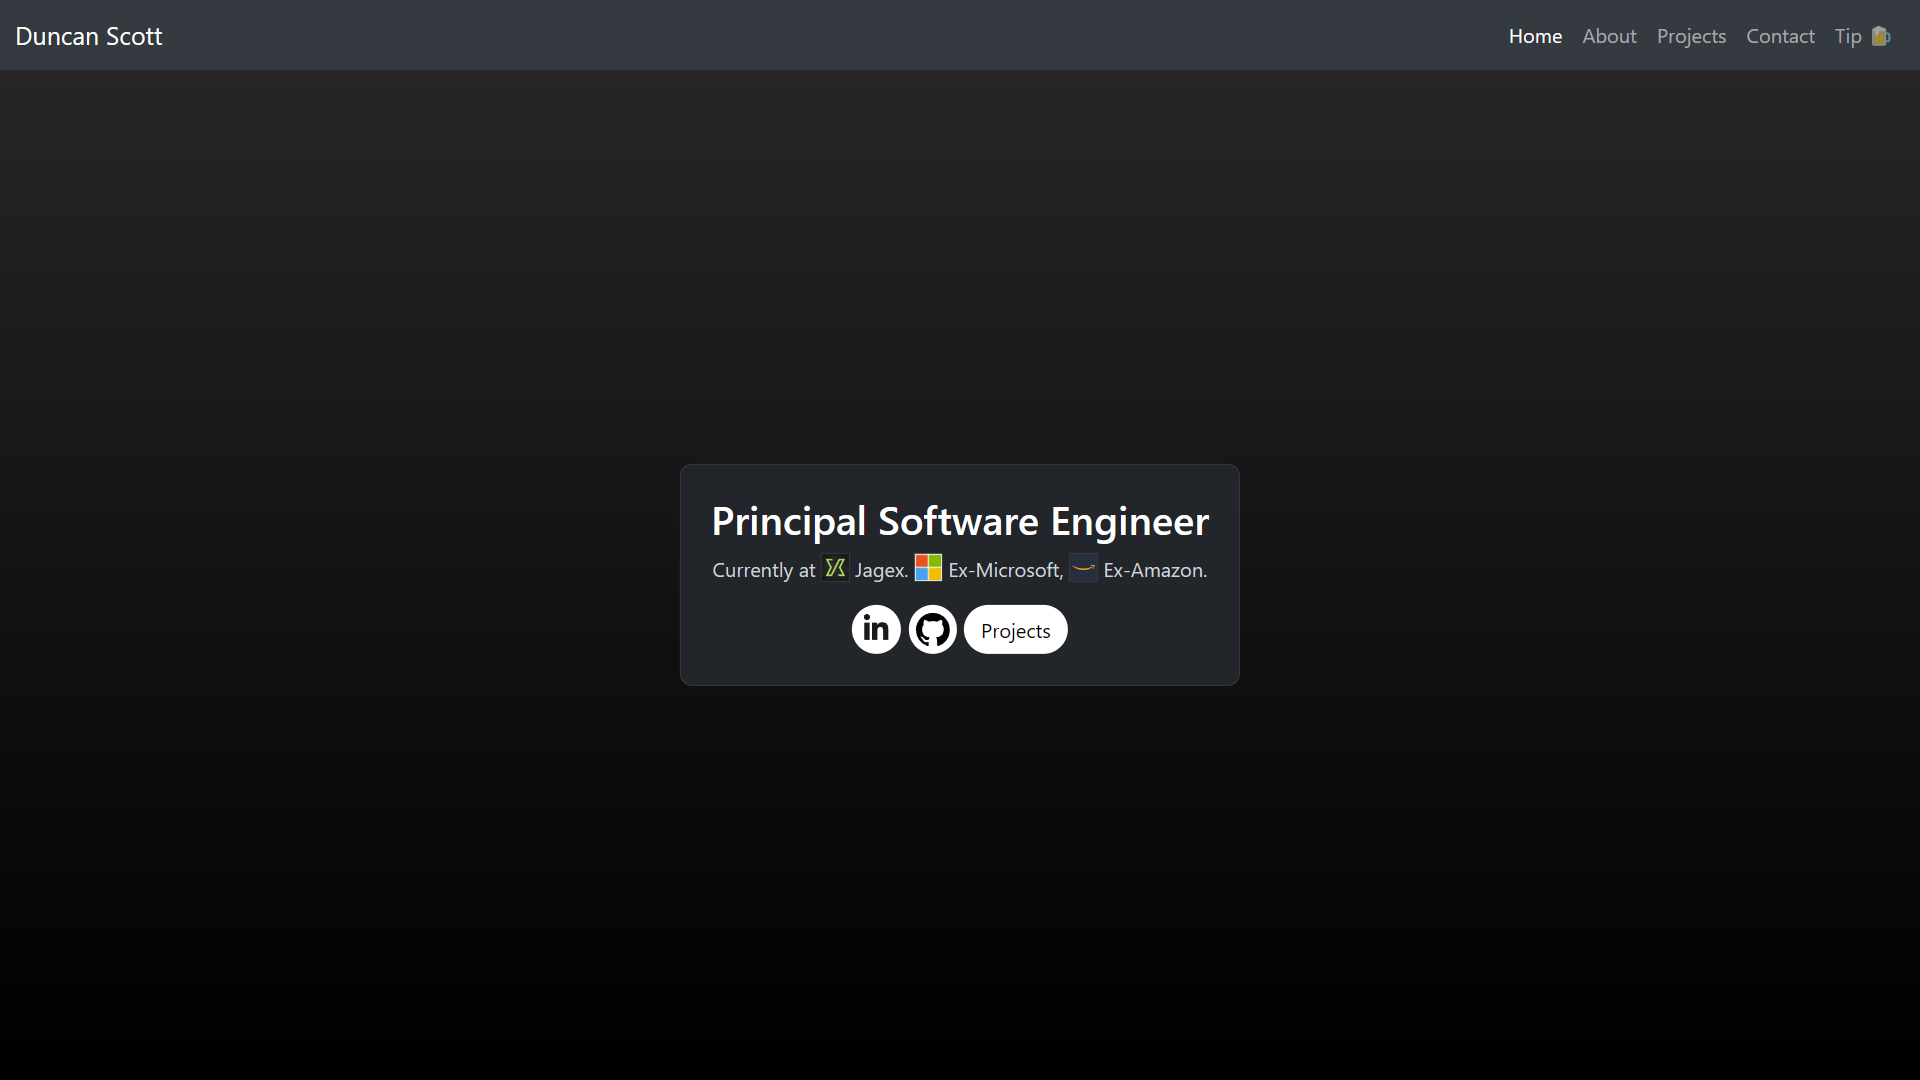 Duncan Scott
Home About Projects Contact Tip 🍺
Principal Software Engineer
Currently at Jagex. Ex-Microsoft, Ex-Amazon.
in Projects